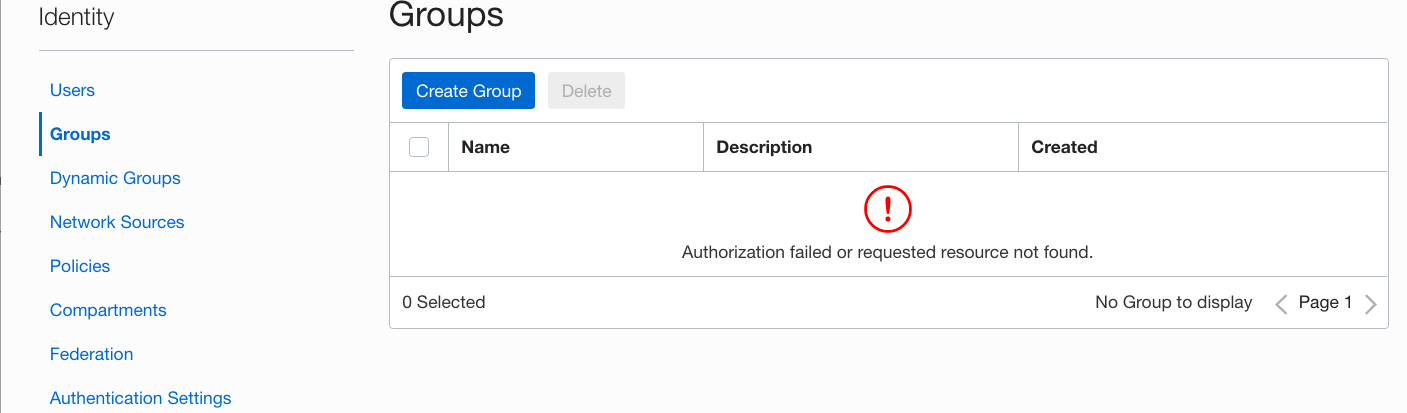 Identity
Users
Groups
Dynamic Groups
Network Sources
Policies
Compartments
Federation
Authentication Settings
Groups
Create Group Delete
Name Description Created
!
Authorization failed or requested resource not found.
0 Selected No Group to display Page 1